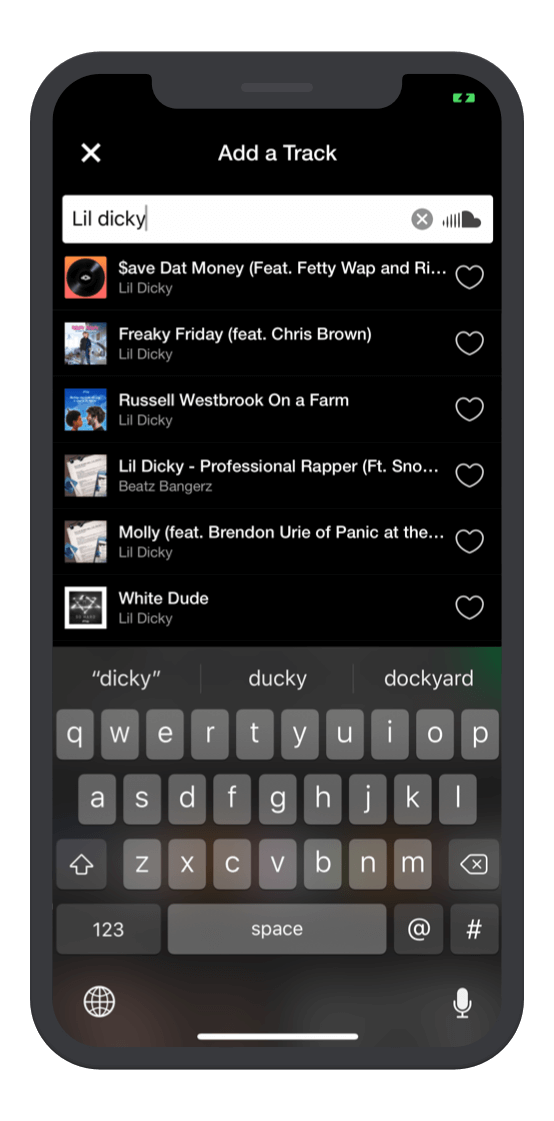 Add a Track
Lil dicky
$ave Dat Money (Feat. Fetty Wap and Ri...
Lil Dicky
Freaky Friday (feat. Chris Brown)
Lil Dicky
Russell Westbrook On a Farm
Lil Dicky
Lil Dicky - Professional Rapper (Ft. Sno...
Beatz Bangerz
Molly (feat. Brendon Urie of Panic at the...
Lil Dicky
White Dude
Lil Dicky
“dicky” ducky dockyard
q w e r t y u i o p
a s d f g h j k l
z x c v b n m
123 space @ #